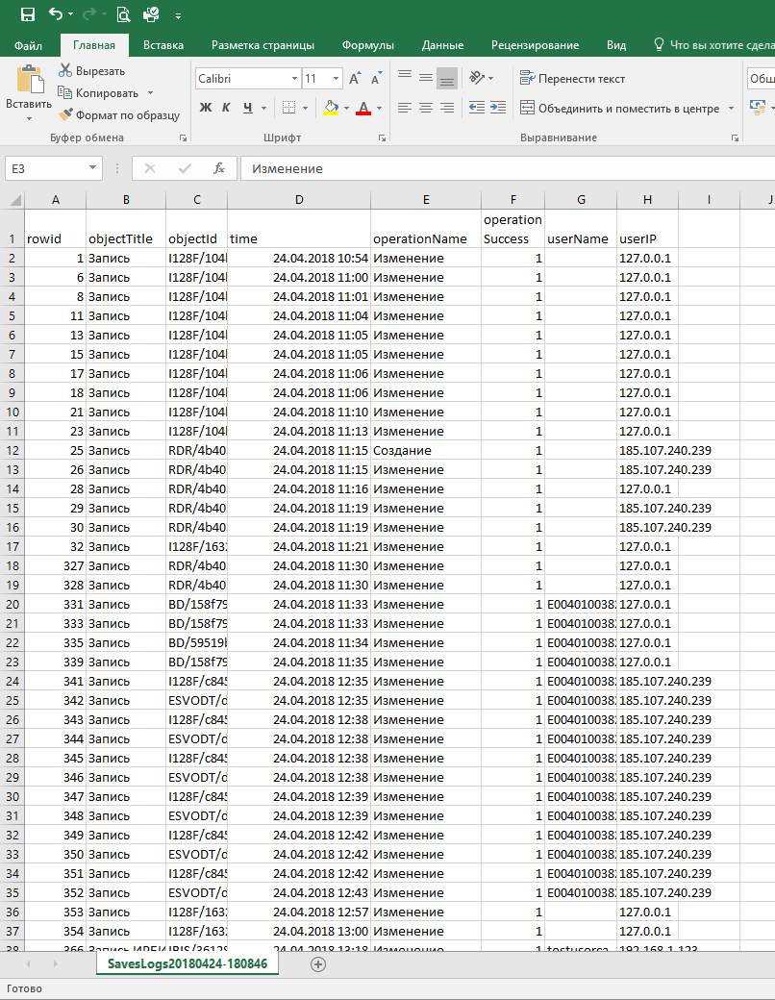 Файл Главная Вставка Разметка страницы Формулы Данные Рецензирование Вид Что вы хотите сдела
Вставить
Вырезать
Копировать
Формат по образцу
Буфер обмена
Calibri 11
Ж К Ч
Шрифт
Перенести текст
Объединить и поместить в центре
Выравнивание
Общ
E3 fx Изменение
A B C D E F G H I J
1 rowid objectTitle objectId time operationName operation Success userName userIP
2 1 Запись I128F/104 24.04.2018 10:54 Изменение 1 127.0.0.1
3 6 Запись I128F/104 24.04.2018 11:00 Изменение 1 127.0.0.1
4 8 Запись I128F/104 24.04.2018 11:01 Изменение 1 127.0.0.1
5 11 Запись I128F/104 24.04.2018 11:04 Изменение 1 127.0.0.1
6 13 Запись I128F/104 24.04.2018 11:05 Изменение 1 127.0.0.1
7 15 Запись I128F/104 24.04.2018 11:05 Изменение 1 127.0.0.1
8 17 Запись I128F/104 24.04.2018 11:06 Изменение 1 127.0.0.1
9 18 Запись I128F/104 24.04.2018 11:06 Изменение 1 127.0.0.1
10 21 Запись I128F/104 24.04.2018 11:10 Изменение 1 127.0.0.1
11 23 Запись I128F/104 24.04.2018 11:13 Изменение 1 127.0.0.1
12 25 Запись RDR/4b40 24.04.2018 11:15 Создание 1 185.107.240.239
13 26 Запись RDR/4b40 24.04.2018 11:15 Изменение 1 185.107.240.239
14 28 Запись RDR/4b40 24.04.2018 11:16 Изменение 1 127.0.0.1
15 29 Запись RDR/4b40 24.04.2018 11:19 Изменение 1 185.107.240.239
16 30 Запись RDR/4b40 24.04.2018 11:19 Изменение 1 185.107.240.239
17 32 Запись I128F/163 24.04.2018 11:21 Изменение 1 127.0.0.1
18 327 Запись RDR/4b40 24.04.2018 11:30 Изменение 1 127.0.0.1
19 328 Запись RDR/4b40 24.04.2018 11:30 Изменение 1 127.0.0.1
20 331 Запись BD/158f79 24.04.2018 11:33 Изменение 1 E004010038 127.0.0.1
21 333 Запись BD/158f79 24.04.2018 11:33 Изменение 1 E004010038 127.0.0.1
22 335 Запись BD/59519 24.04.2018 11:34 Изменение 1 E004010038 127.0.0.1
23 339 Запись BD/158f79 24.04.2018 11:35 Изменение 1 E004010038 127.0.0.1
24 341 Запись I128F/c845 24.04.2018 12:35 Изменение 1 E004010038 185.107.240.239
25 342 Запись ESVODT/d 24.04.2018 12:35 Изменение 1 E004010038 185.107.240.239
26 343 Запись I128F/c845 24.04.2018 12:38 Изменение 1 E004010038 185.107.240.239
27 344 Запись ESVODT/d 24.04.2018 12:38 Изменение 1 E004010038 185.107.240.239
28 345 Запись I128F/c845 24.04.2018 12:38 Изменение 1 E004010038 185.107.240.239
29 346 Запись ESVODT/d 24.04.2018 12:38 Изменение 1 E004010038 185.107.240.239
30 347 Запись I128F/c845 24.04.2018 12:39 Изменение 1 E004010038 185.107.240.239
31 348 Запись ESVODT/d 24.04.2018 12:39 Изменение 1 E004010038 185.107.240.239
32 349 Запись I128F/c845 24.04.2018 12:42 Изменение 1 E004010038 185.107.240.239
33 350 Запись ESVODT/d 24.04.2018 12:42 Изменение 1 E004010038 185.107.240.239
34 351 Запись I128F/c845 24.04.2018 12:42 Изменение 1 E004010038 185.107.240.239
35 352 Запись ESVODT/d 24.04.2018 12:43 Изменение 1 E004010038 185.107.240.239
36 353 Запись I128F/163 24.04.2018 12:57 Изменение 1 127.0.0.1
37 354 Запись I128F/163 24.04.2018 13:00 Изменение 1 127.0.0.1
38 366 Запись ИРБИ IBIS/36129 24.04.2018 13:18 Изменение 1 testusorca 192.168.1.123
SavesLogs20180424-180846
Готово